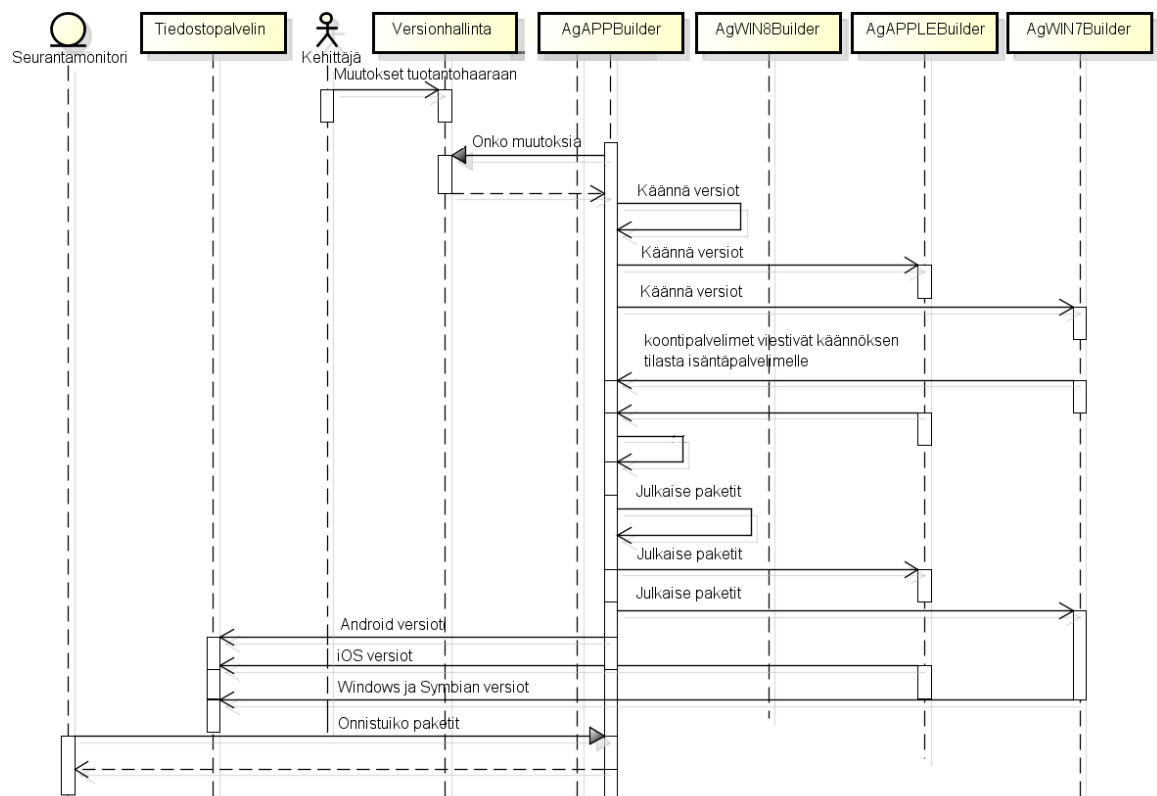 Tiedostopalvelin
Versionhallinta
AgAPPBuilder
AgWIN8Builder
AgAPPLEBuilder
AgWIN7Builder
Seurantamonitori
Kehittäjä
Muutokset tuotantohaaraan
Onko muutoksia
Käännä versiot
Käännä versiot
Käännä versiot
koontipalvelimet viestivät käännöksen
tilasta isäntäpalvelimelle
Julkaise paketit
Julkaise paketit
Julkaise paketit
Android versiot
iOS versiot
Windows ja Symbian versiot
Onnistuiko paketit